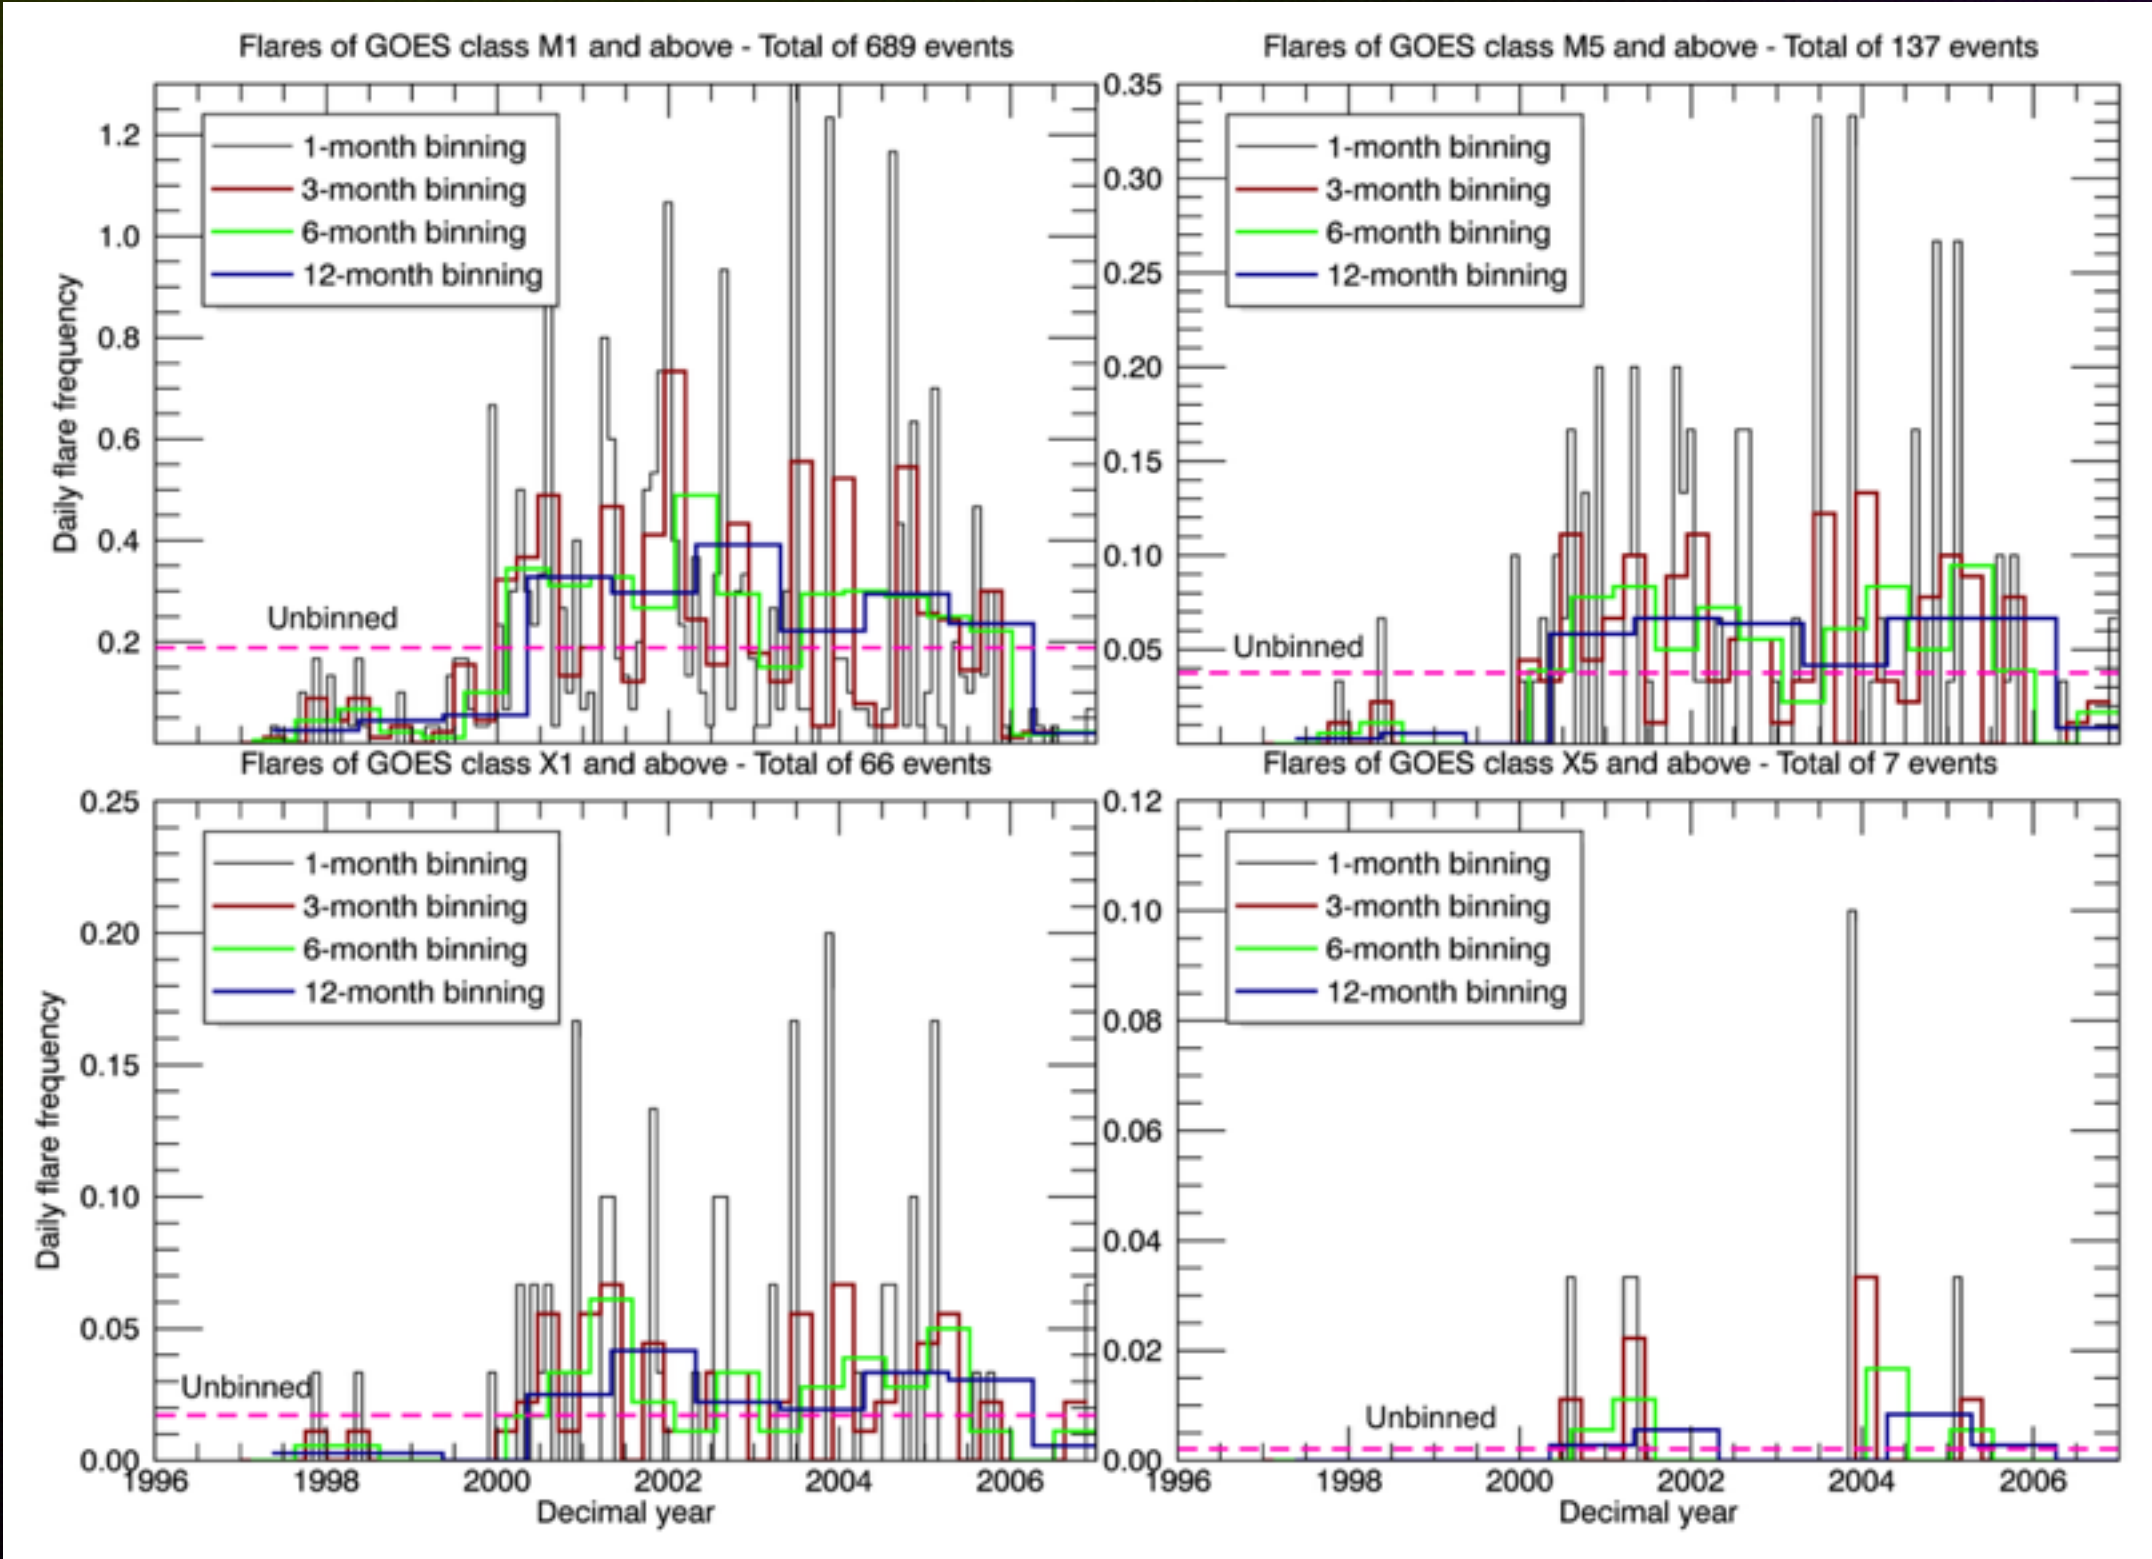 Flares of GOES class M1 and above - Total of 689 events
1.2
1.0
0.8
0.6
0.4
0.2
Daily flare frequency
1-month binning
3-month binning
6-month binning
12-month binning
Unbinned
Flares of GOES class M5 and above - Total of 137 events
0.35
0.30
0.25
0.20
0.15
0.10
0.05
1-month binning
3-month binning
6-month binning
12-month binning
Unbinned
Flares of GOES class X1 and above - Total of 66 events
0.25
0.20
0.15
0.10
0.05
0.00
Daily flare frequency
1-month binning
3-month binning
6-month binning
12-month binning
Unbinned
1996 1998 2000 2002 2004 2006
Decimal year
Flares of GOES class X5 and above - Total of 7 events
0.12
0.10
0.08
0.06
0.04
0.02
0.00
1-month binning
3-month binning
6-month binning
12-month binning
Unbinned
1996 1998 2000 2002 2004 2006
Decimal year